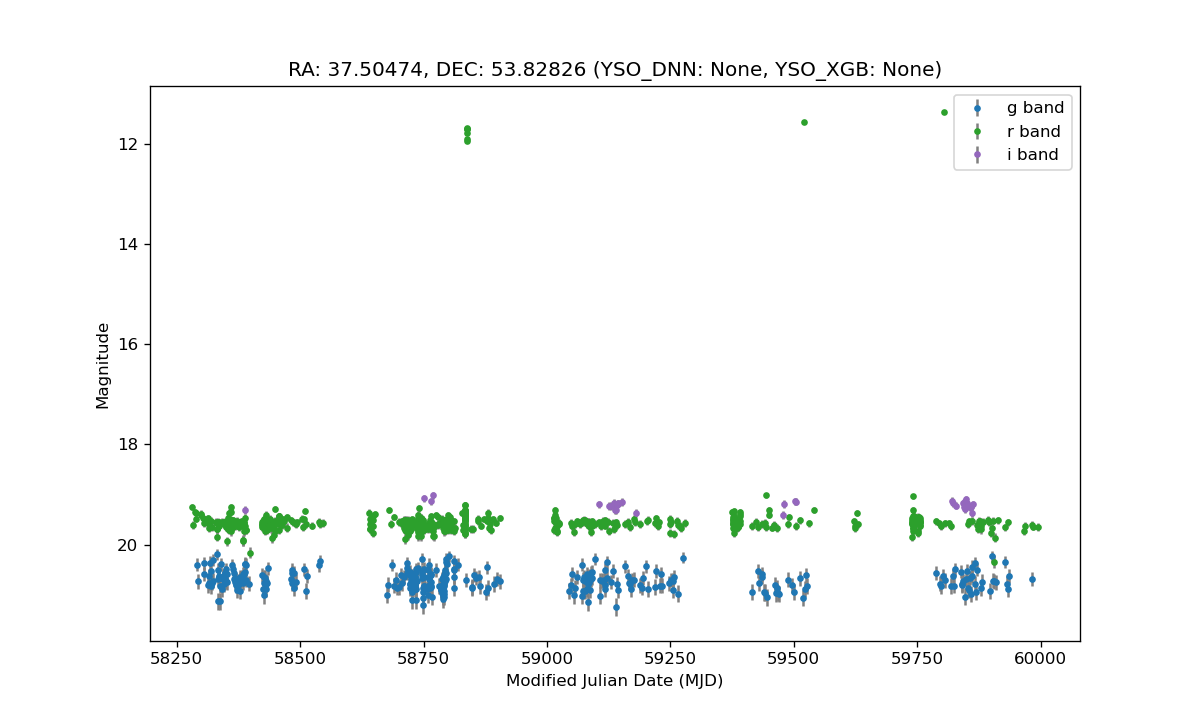 RA: 37.50474, DEC: 53.82826 (YSO_DNN: None, YSO_XGB: None)
g band
r band
i band
12
14
16
18
20
Magnitude
58250 58500 58750 59000 59250 59500 59750 60000
Modified Julian Date (MJD)